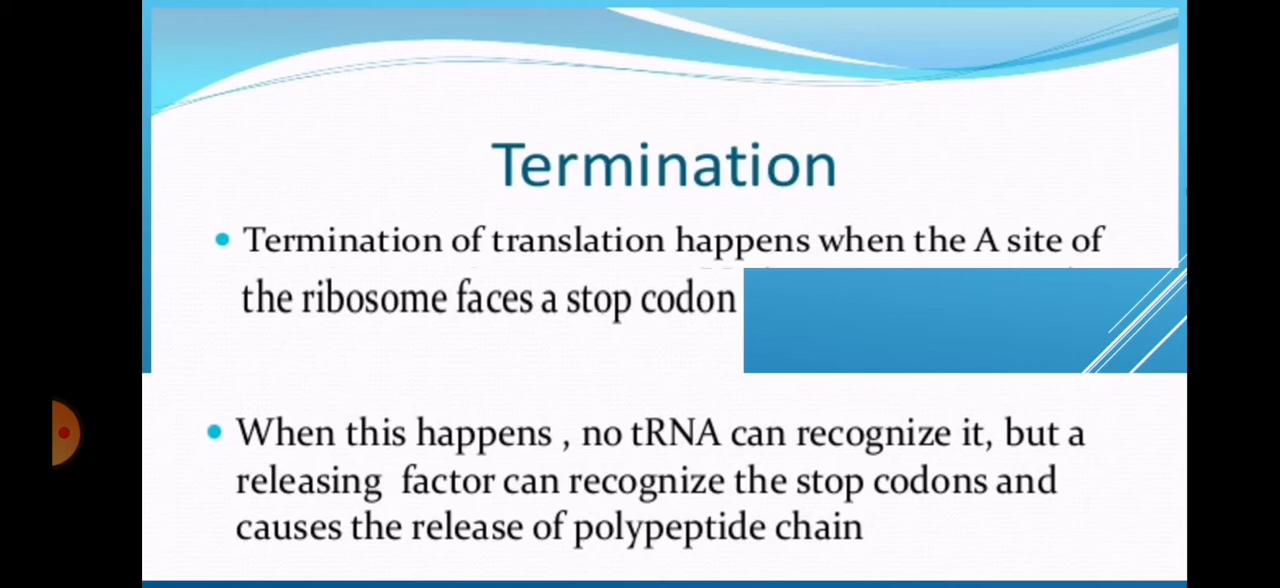 Termination
• Termination of translation happens when the A site of
the ribosome faces a stop codon
• When this happens , no tRNA can recognize it, but a
releasing factor can recognize the stop codons and
causes the release of polypeptide chain